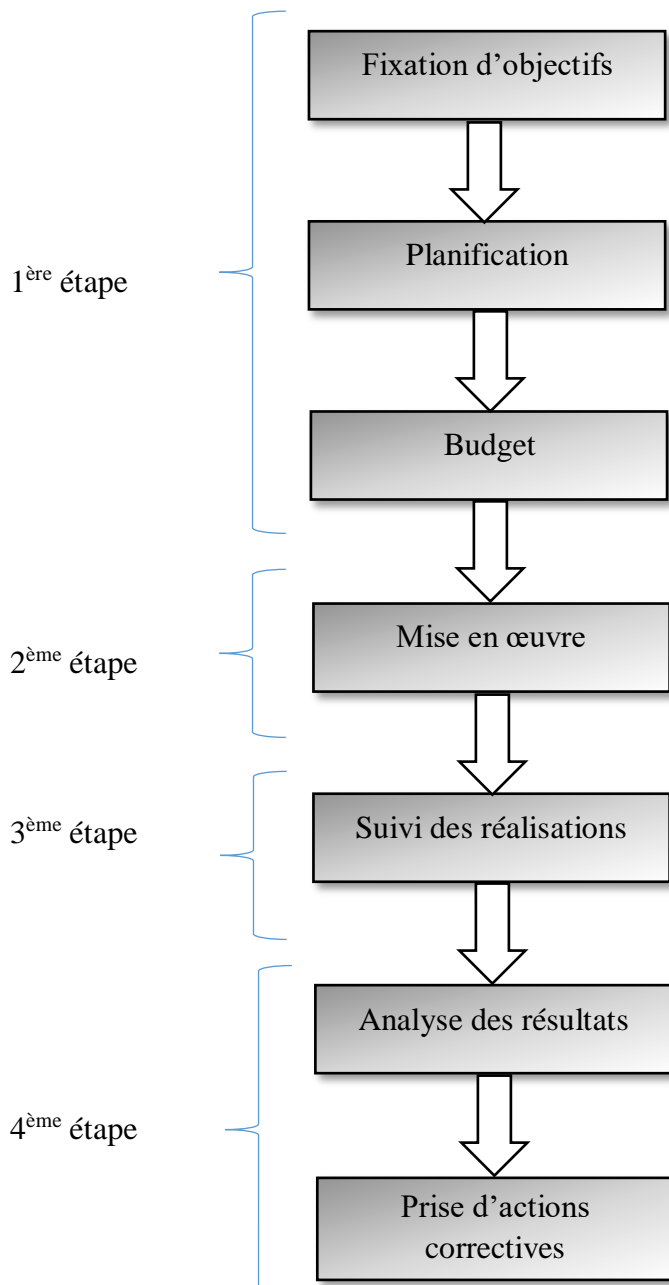 Fixation d’objectifs
Planification
1ère étape
Budget
Mise en œuvre
2ème étape
Suivi des réalisations
3ème étape
Analyse des résultats
4ème étape
Prise d’actions
correctives